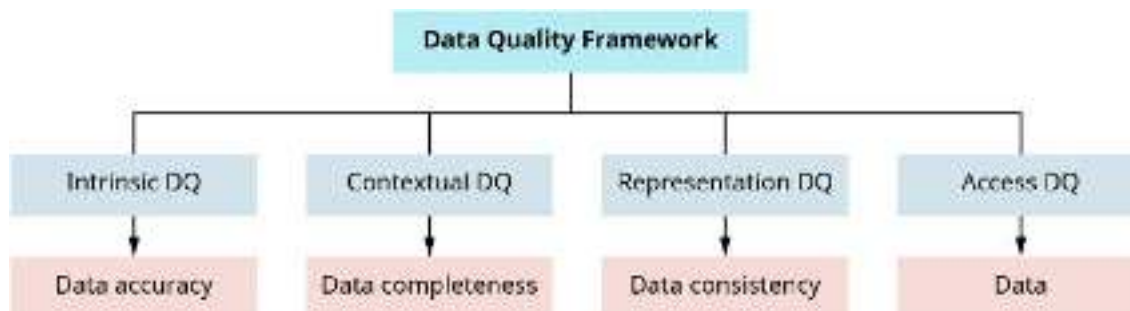 Data Quality Framework
Intrinsic DQ
Contextual DQ
Representation DQ
Access DQ
Data accuracy
Data completeness
Data consistency
Data